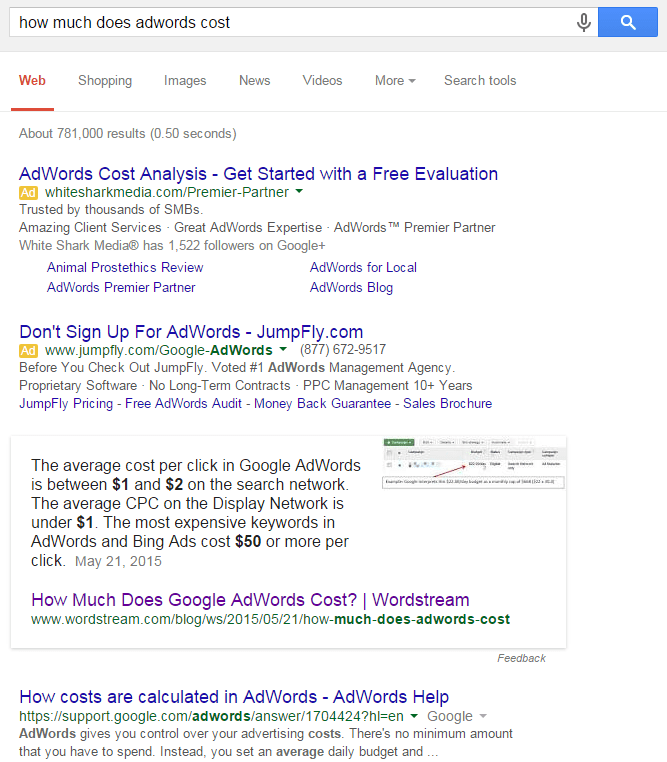 how much does adwords cost
Web Shopping Images News Videos More Search tools
About 781,000 results (0.50 seconds)
AdWords Cost Analysis - Get Started with a Free Evaluation
Ad whitesharkmedia.com/Premier-Partner
Trusted by thousands of SMBs.
Amazing Client Services · Great AdWords Expertise · AdWords™ Premier Partner
White Shark Media® has 1,522 followers on Google+
Animal Prostethics Review AdWords for Local
AdWords Premier Partner AdWords Blog
Don't Sign Up For AdWords - JumpFly.com
Ad www.jumpfly.com/Google-AdWords (877) 672-9517
Before You Check Out JumpFly. Voted #1 AdWords Management Agency.
Proprietary Software · No Long-Term Contracts · PPC Management 10+ Years
JumpFly Pricing - Free AdWords Audit - Money Back Guarantee - Sales Brochure
The average cost per click in Google AdWords
is between $1 and $2 on the search network.
The average CPC on the Display Network is
under $1. The most expensive keywords in
AdWords and Bing Ads cost $50 or more per
click. May 21, 2015
Campaign
Budget Status
How Much Does Google AdWords Cost? | Wordstream
www.wordstream.com/blog/ws/2015/05/21/how-much-does-adwords-cost
Feedback
How costs are calculated in AdWords - AdWords Help
https://support.google.com/adwords/answer/1704424?hl=en Google
AdWords gives you control over your advertising costs. There's no minimum amount
that you have to spend. Instead, you set an average daily budget and ...